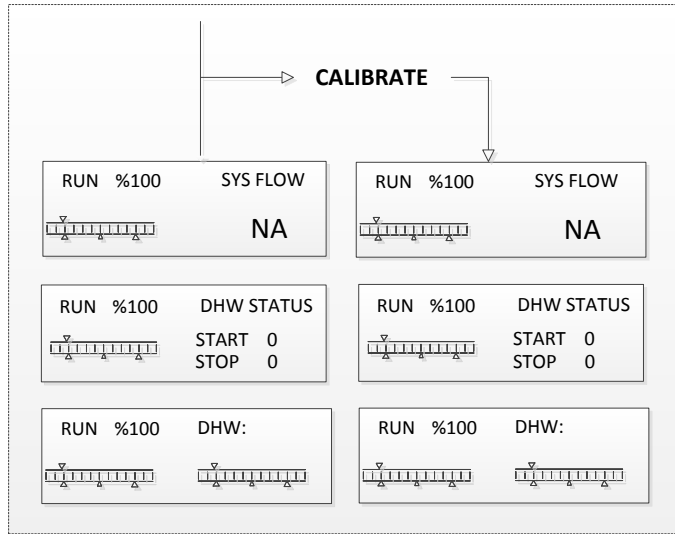 CALIBRATE
RUN %100 SYS FLOW
NA
RUN %100 SYS FLOW
NA
RUN %100 DHW STATUS
START 0
STOP 0
RUN %100 DHW STATUS
START 0
STOP 0
RUN %100 DHW:
RUN %100 DHW: